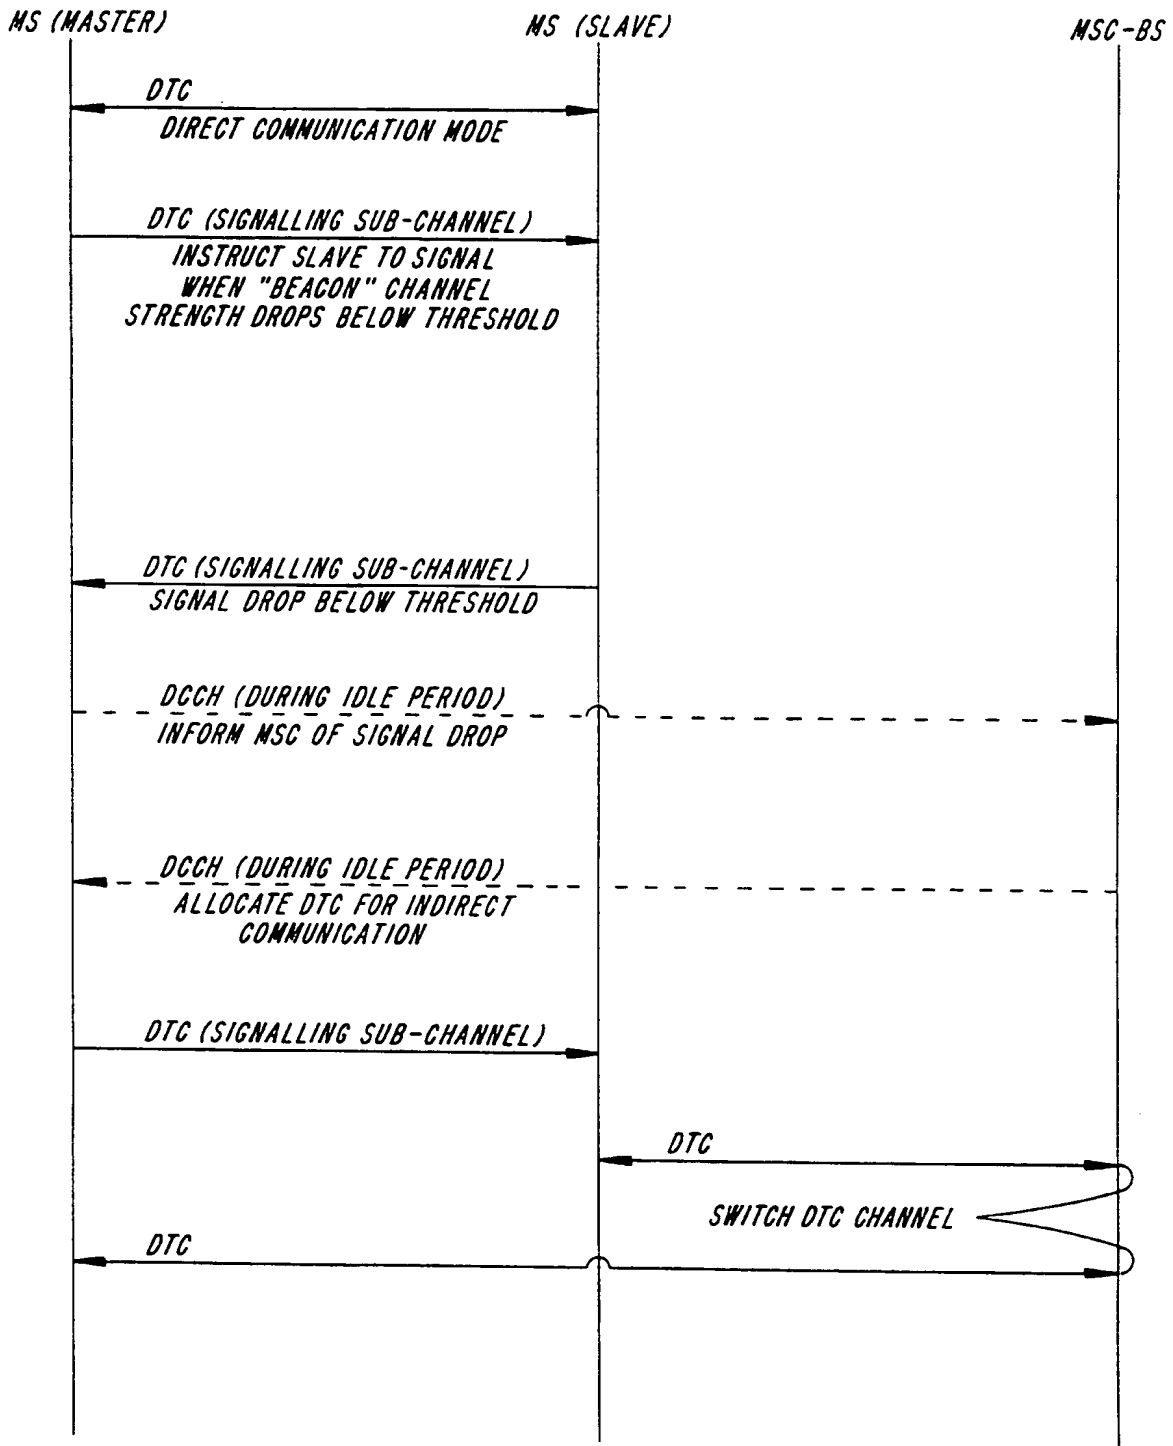 MS (MASTER)
MS (SLAVE)
MSC-BS
DTC
DIRECT COMMUNICATION MODE
DTC (SIGNALLING SUB-CHANNEL)
INSTRUCT SLAVE TO SIGNAL
WHEN "BEACON" CHANNEL
STRENGTH DROPS BELOW THRESHOLD
DTC (SIGNALLING SUB-CHANNEL)
SIGNAL DROP BELOW THRESHOLD
DCCH (DURING IDLE PERIOD)
INFORM MSC OF SIGNAL DROP
DCCH (DURING IDLE PERIOD)
ALLOCATE DTC FOR INDIRECT
COMMUNICATION
DTC (SIGNALLING SUB-CHANNEL)
DTC
SWITCH DTC CHANNEL
DTC